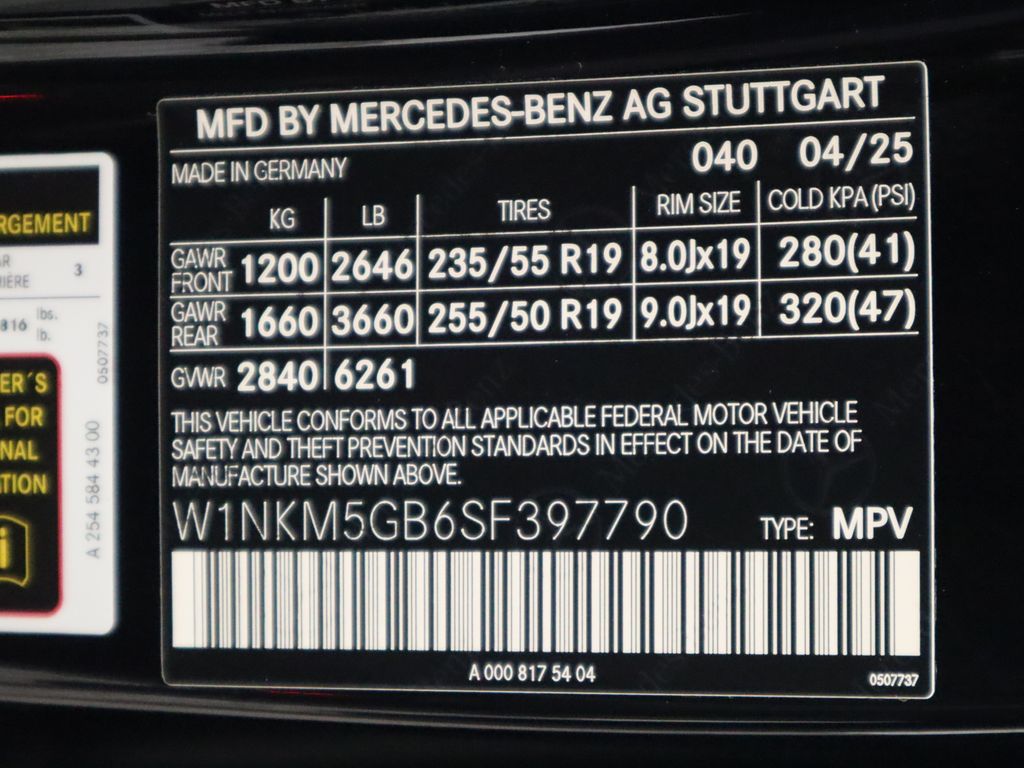 MFD BY MERCEDES-BENZ AG STUTTGART
MADE IN GERMANY 040 04/25
KG LB TIRES RIM SIZE COLD KPA(PSI)
GAWR FRONT 1200 2646 235/55 R19 8.0Jx19 280(41)
GAWR REAR 1660 3660 255/50 R19 9.0Jx19 320(47)
GVWR 2840 6261
THIS VEHICLE CONFORMS TO ALL APPLICABLE FEDERAL MOTOR VEHICLE
SAFETY AND THEFT PREVENTION STANDARDS IN EFFECT ON THE DATE OF
MANUFACTURE SHOWN ABOVE.
W1NKM5GB6SF397790 TYPE: MPV
A 000 817 54 04
0507737
RGEMENT
3
816 lbs.
lb.
ER´S
FOR
NAL
TION
i
0507737
A 254 584 43 00